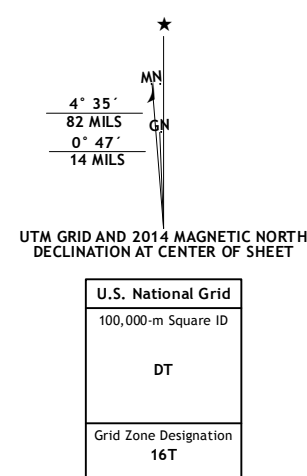 MN
4° 35´
82 MILS
GN
0° 47´
14 MILS
UTM GRID AND 2014 MAGNETIC NORTH
DECLINATION AT CENTER OF SHEET
U.S. National Grid
100,000-m Square ID
DT
Grid Zone Designation
16T